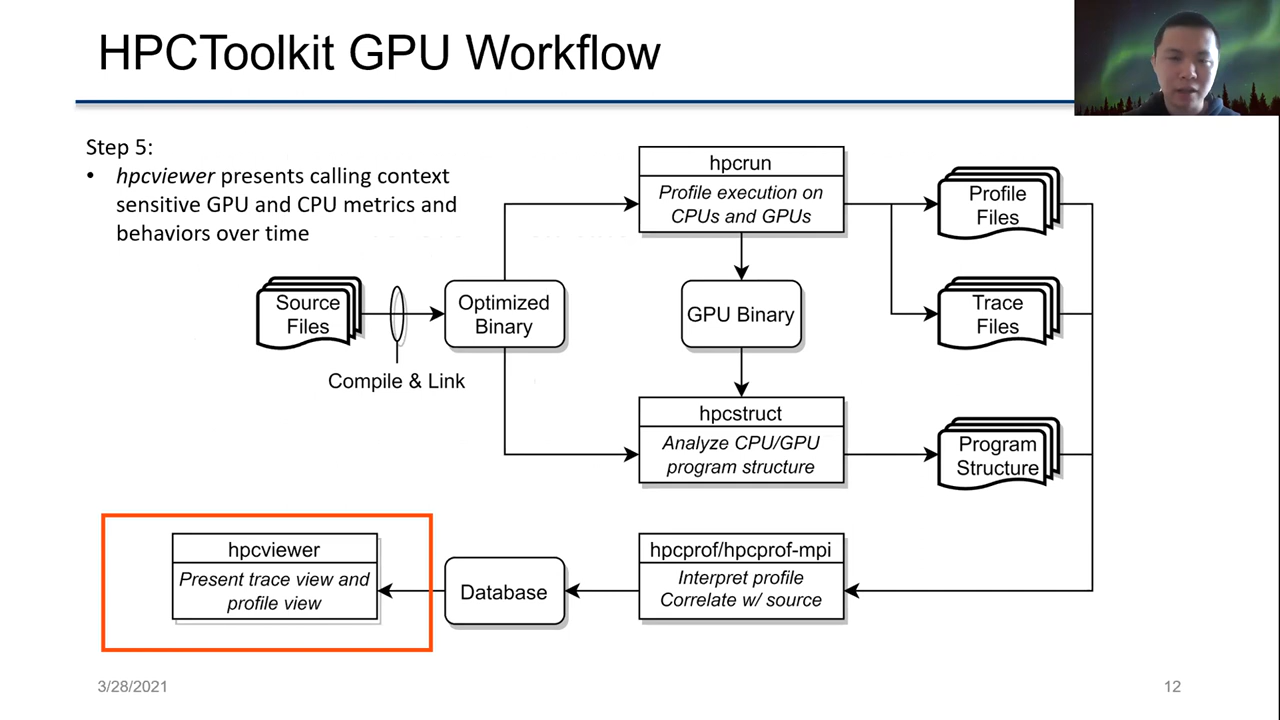 HPCToolkit GPU Workflow
Step 5:
• hpcviewer presents calling context
sensitive GPU and CPU metrics and
behaviors over time
hpcrun
Profile execution on
CPUs and GPUs
Profile
Files
Source
Files
Optimized
Binary
GPU Binary
Trace
Files
Compile & Link
hpcstruct
Analyze CPU/GPU
program structure
Program
Structure
hpcviewer
Present trace view and
profile view
Database
hpcprof/hpcprof-mpi
Interpret profile
Correlate w/ source
3/28/2021
12